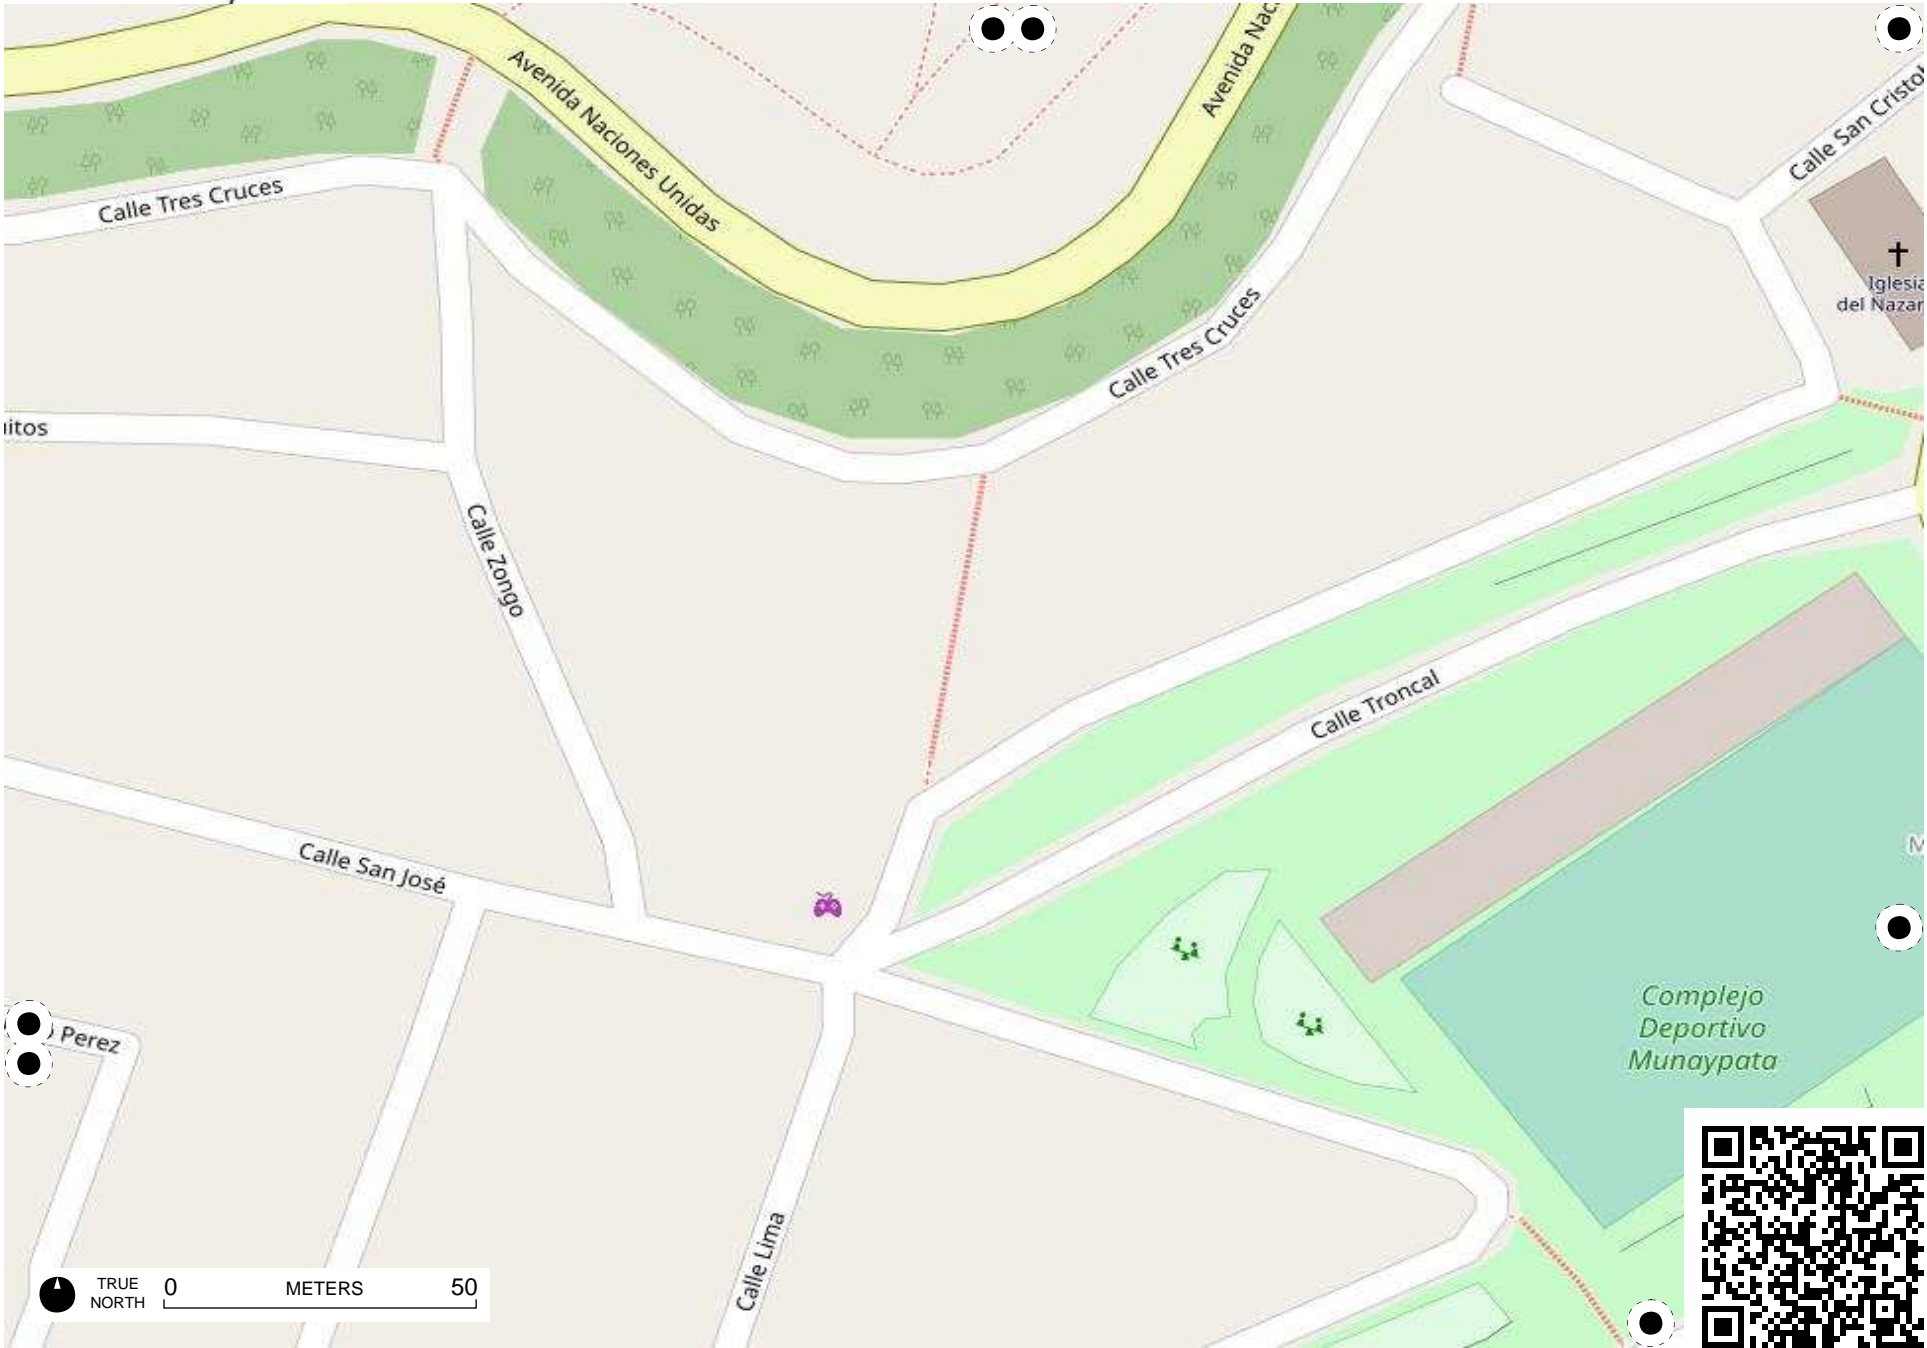 Avenida Naciones Unidas
Avenida Nac
Calle San Cristo
Calle Tres Cruces
Iglesia
del Nazar
Calle Tres Cruces
uitos
Calle Zongo
Calle Troncal
Calle San José
M
Complejo
Deportivo
Munaypata
Perez
Calle Lima
TRUE
NORTH
0 METERS 50